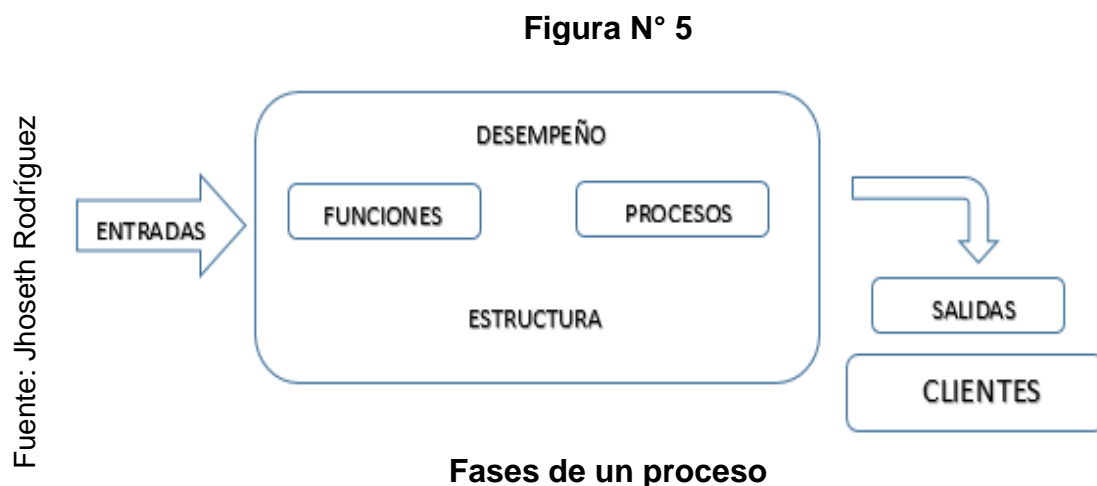 Figura N° 5
Fuente: Jhoseth Rodríguez
DESEMPEÑO
ENTRADAS
FUNCIONES
PROCESOS
ESTRUCTURA
SALIDAS
CLIENTES
Fases de un proceso